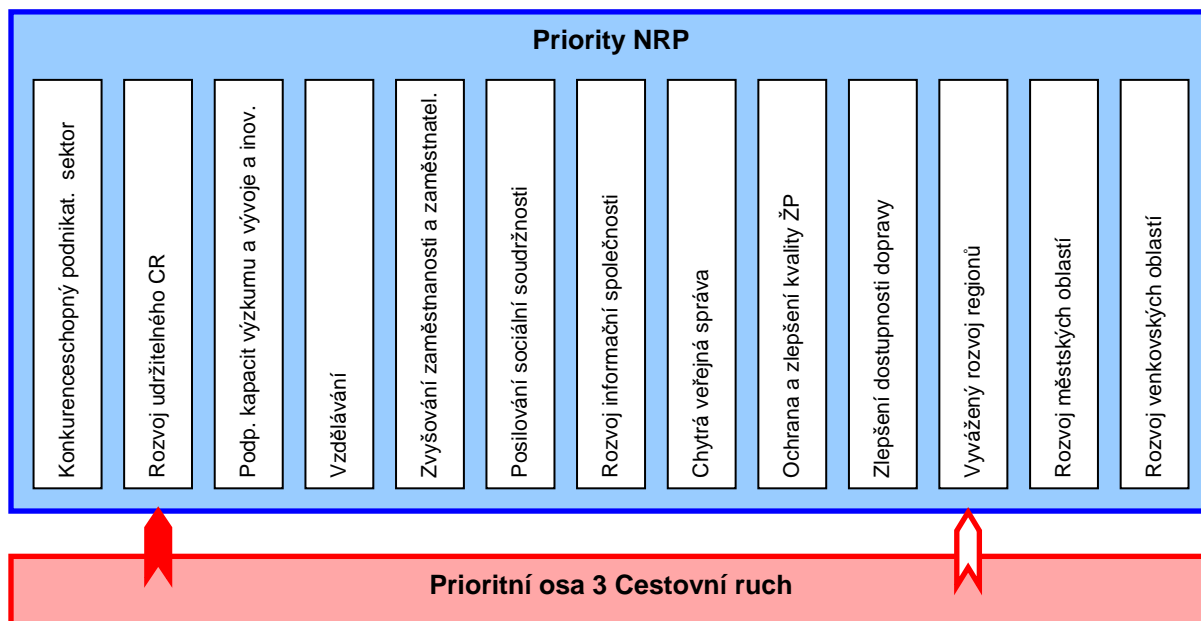 Priority NRP
Konkurenceschopný podnikat. sektor
Rozvoj udržitelného CR
Podp. kapacit výzkumu a vývoje a inov.
Vzdělávání
Zvyšování zaměstnanosti a zaměstnatel.
Posilování sociální soudržnosti
Rozvoj informační společnosti
Chytrá veřejná správa
Ochrana a zlepšení kvality ŽP
Zlepšení dostupnosti dopravy
Vyvážený rozvoj regionů
Rozvoj městských oblastí
Rozvoj venkovských oblastí
Prioritní osa 3 Cestovní ruch